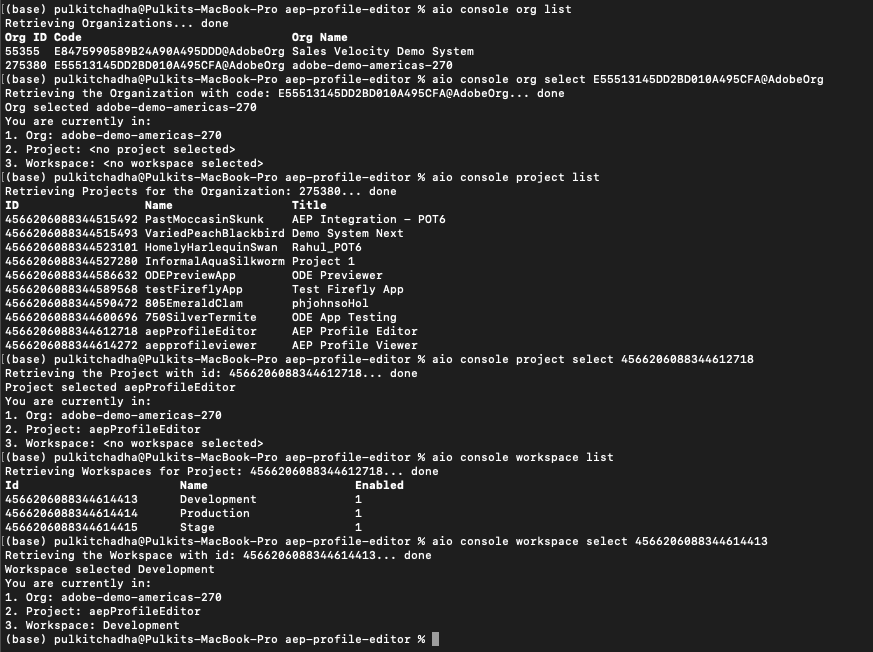 [(base) pulkitchadha@Pulkits-MacBook-Pro aep-profile-editor % aio console org list
Retrieving Organizations... done
Org ID Code Org Name
55355 E8475990589B24A90A495DDD@AdobeOrg Sales Velocity Demo System
275380 E55513145DD2BD010A495CFA@AdobeOrg adobe-demo-americas-270
[(base) pulkitchadha@Pulkits-MacBook-Pro aep-profile-editor % aio console org select E55513145DD2BD010A495CFA@AdobeOrg
Retrieving the Organization with code: E55513145DD2BD010A495CFA@AdobeOrg... done
Org selected adobe-demo-americas-270
You are currently in:
1. Org: adobe-demo-americas-270
2. Project: <no project selected>
3. Workspace: <no workspace selected>
[(base) pulkitchadha@Pulkits-MacBook-Pro aep-profile-editor % aio console project list
Retrieving Projects for the Organization: 275380... done
ID Name Title
4566206088344515492 PastMoccasinSkunk AEP Integration – POT6
4566206088344515493 VariedPeachBlackbird Demo System Next
4566206088344523101 HomelyHarlequinSwan Rahul_POT6
4566206088344527280 InformalAquaSilkworm Project 1
4566206088344586632 ODEPreviewApp ODE Previewer
4566206088344589568 testFireflyApp Test Firefly App
4566206088344590472 805EmeraldClam phjohnsoHol
4566206088344600696 750SilverTermite ODE App Testing
4566206088344612718 aepProfileEditor AEP Profile Editor
4566206088344614272 aepprofileviewer AEP Profile Viewer
[(base) pulkitchadha@Pulkits-MacBook-Pro aep-profile-editor % aio console project select 4566206088344612718
Retrieving the Project with id: 4566206088344612718... done
Project selected aepProfileEditor
You are currently in:
1. Org: adobe-demo-americas-270
2. Project: aepProfileEditor
3. Workspace: <no workspace selected>
[(base) pulkitchadha@Pulkits-MacBook-Pro aep-profile-editor % aio console workspace list
Retrieving Workspaces for Project: 4566206088344612718... done
Id Name Enabled
4566206088344614413 Development 1
4566206088344614414 Production 1
4566206088344614415 Stage 1
[(base) pulkitchadha@Pulkits-MacBook-Pro aep-profile-editor % aio console workspace select 4566206088344614413
Retrieving the Workspace with id: 4566206088344614413... done
Workspace selected Development
You are currently in:
1. Org: adobe-demo-americas-270
2. Project: aepProfileEditor
3. Workspace: Development
(base) pulkitchadha@Pulkits-MacBook-Pro aep-profile-editor %